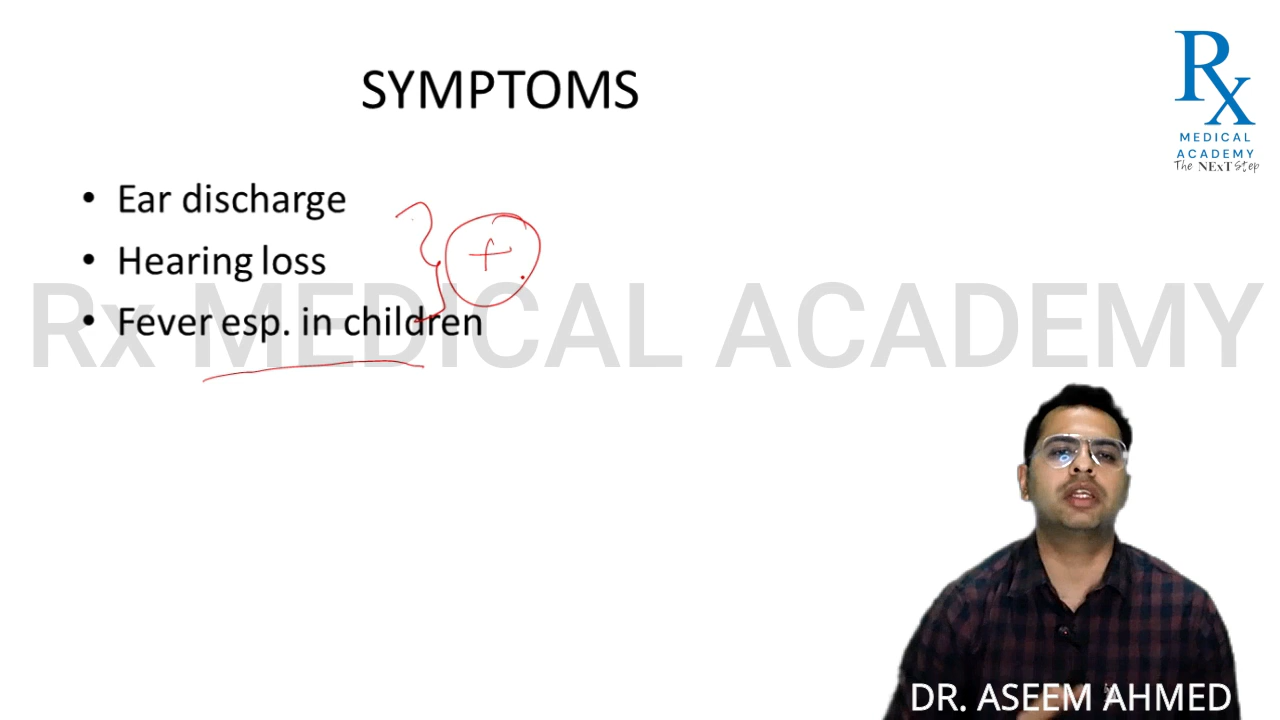 SYMPTOMS
Rx
MEDICAL
ACADEMY
The NExT Step
• Ear discharge
• Hearing loss
• Fever esp. in children
+
Rx MEDICAL ACADEMY
DR. ASEEM AHMED